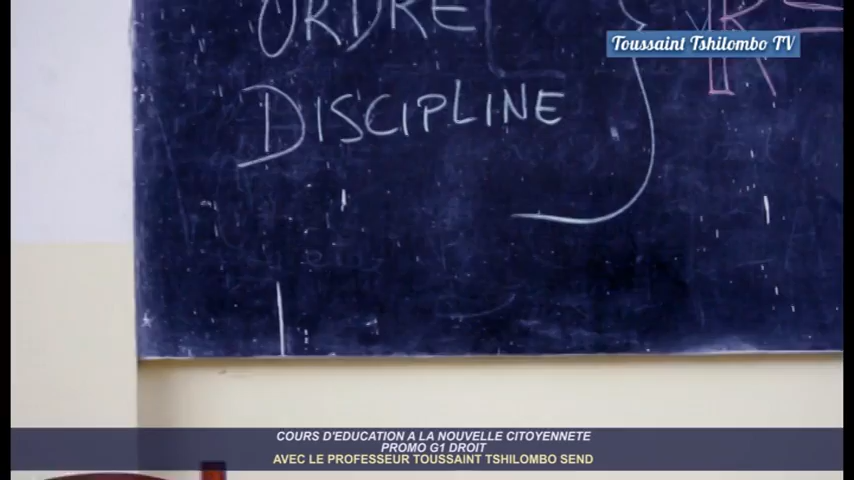 ORDRE
Toussaint Tshilombo TV
R
DISCIPLINE
COURS D'EDUCATION A LA NOUVELLE CITOYENNETE
PROMO G1 DROIT
AVEC LE PROFESSEUR TOUSSAINT TSHILOMBO SEND